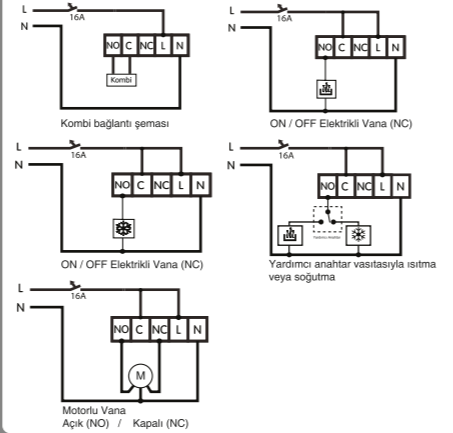 L
16A
N
NO C NC L N
Kombi
Kombi bağlantı şeması
L
16A
N
NO C NC L N
ON / OFF Elektrikli Vana (NC)
L
16A
N
NO C NC L N
ON / OFF Elektrikli Vana (NC)
L
16A
N
NO C NC L N
Yardımcı anahtar vasıtasıyla ısıtma
veya soğutma
L
16A
N
NO C NC L N
M
Motorlu Vana
Açık (NO) / Kapalı (NC)